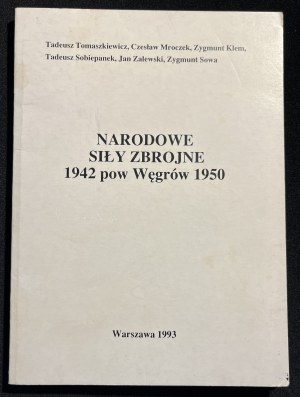 Tadeusz Tomaszkiewicz, Czesław Mroczek, Zygmunt Klem,
Tadeusz Sobiepanek, Jan Zalewski, Zygmunt Sowa
NARODOWE
SIŁY ZBROJNE
1942 pow Węgrów 1950
Warszawa 1993